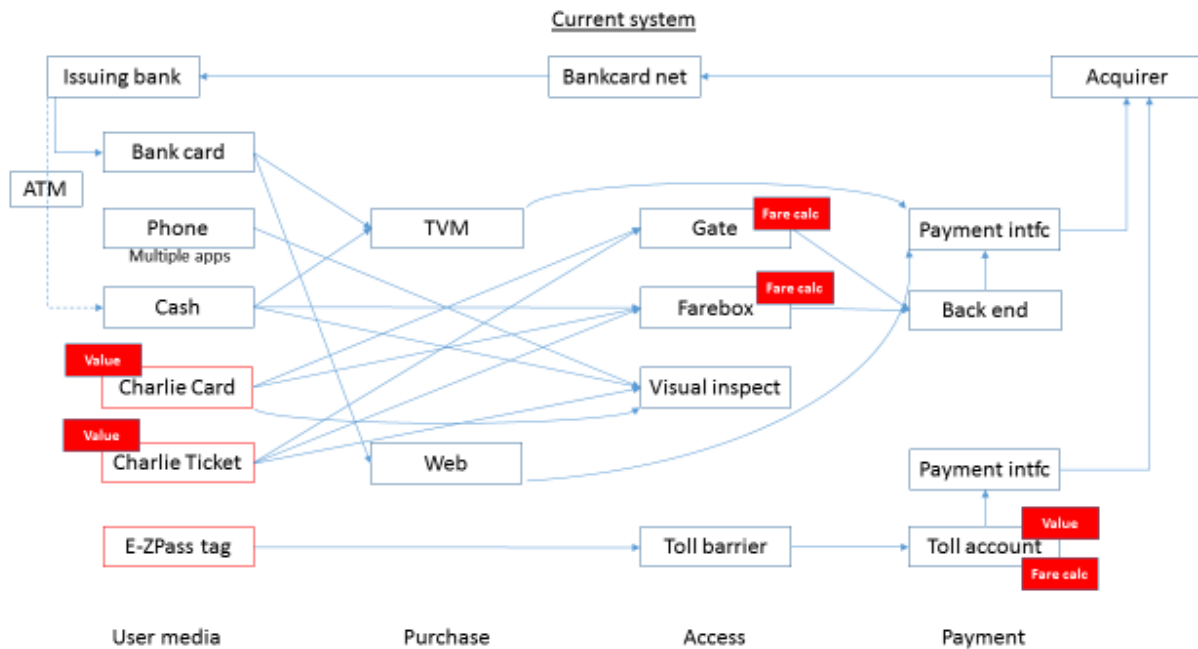 Current system
Issuing bank
Bankcard net
Acquirer
Bank card
ATM
Phone
Multiple apps
TVM
Gate
Fare calc
Payment intfc
Cash
Farebox
Fare calc
Back end
Value
Charlie Card
Visual inspect
Value
Charlie Ticket
Web
Payment intfc
E-ZPass tag
Toll barrier
Toll account
Value
Fare calc
User media
Purchase
Access
Payment